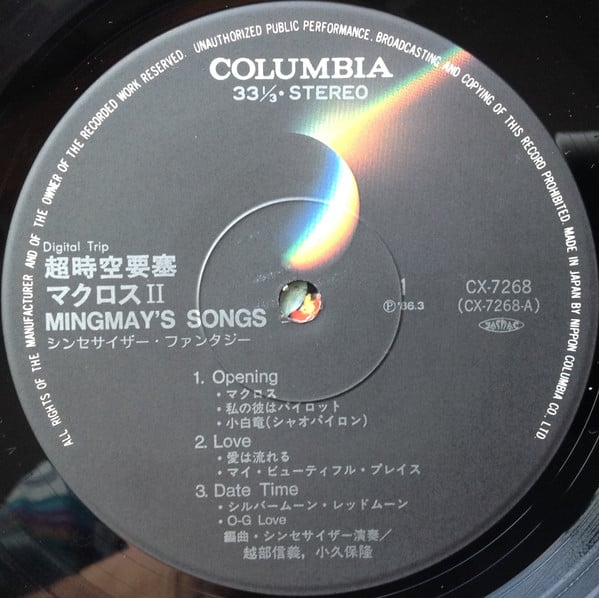 ALL RIGHTS OF THE MANUFACTURER AND OF THE OWNER OF THE RECORDED WORK RESERVED. UNAUTHORIZED PUBLIC PERFORMANCE. BROADCASTING AND COPYING OF THIS RECORD PROHIBITED. MADE IN JAPAN BY NIPPON COLUMBIA CO., LTD.
COLUMBIA
33⅓・STEREO
Digital Trip
超時空要塞
マクロスII
MINGMAY'S SONGS
シンセサイザー・ファンタジー
1
Ⓟ'86.3
CX-7268
(CX-7268-A)
1. Opening
・マクロス
・私の彼はパイロット
・小白竜(シャオパイロン)
2. Love
・愛は流れる
・マイ・ビューティフル・プレイス
3. Date Time
・シルバームーン・レッドムーン
・O-G Love
編曲・シンセサイザー演奏／
越部信義, 小久保隆